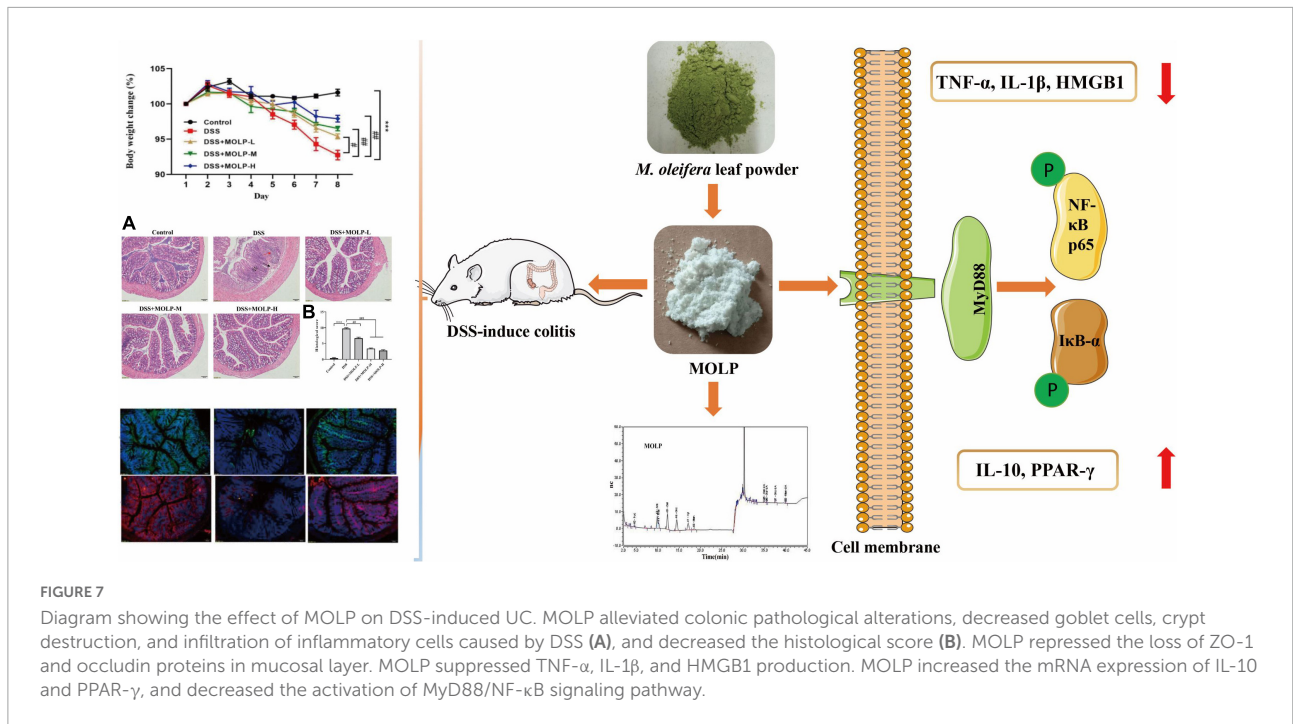 105
100
95
90
Body weight change (%)
Control
DSS
DSS+MOLP-L
DSS+MOLP-M
DSS+MOLP-H
#
##
##
***
1 2 3 4 5 6 7 8
Day
A
Control
DSS
DSS+MOLP-L
DSS+MOLP-M
DSS+MOLP-H
B
Histological score
Control
DSS
DSS+MOLP-L
M. oleifera leaf powder
DSS-induce colitis
MOLP
MOLP
Time(min)
Cell membrane
TNF-α, IL-1β, HMGB1
MyD88
P
NF-
κB
p65
IκB-α
P
IL-10, PPAR-γ
FIGURE 7
Diagram showing the effect of MOLP on DSS-induced UC. MOLP alleviated colonic pathological alterations, decreased goblet cells, crypt
destruction, and infiltration of inflammatory cells caused by DSS (A), and decreased the histological score (B). MOLP repressed the loss of ZO-1
and occludin proteins in mucosal layer. MOLP suppressed TNF-α, IL-1β, and HMGB1 production. MOLP increased the mRNA expression of IL-10
and PPAR-γ, and decreased the activation of MyD88/NF-κB signaling pathway.